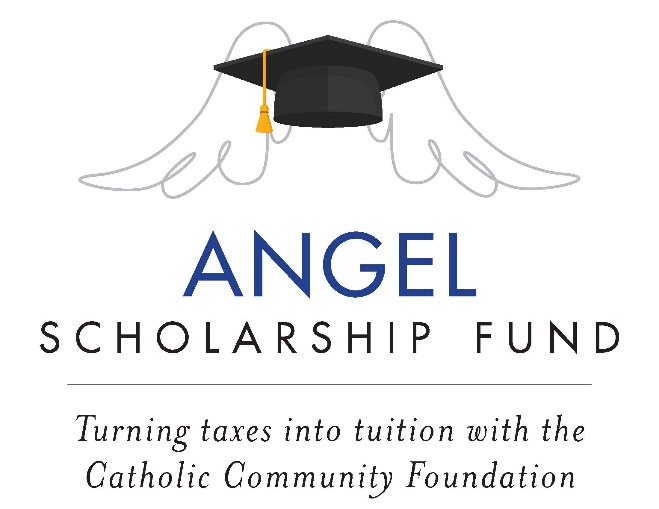 ANGEL
SCHOLARSHIP FUND
Turning taxes into tuition with the
Catholic Community Foundation